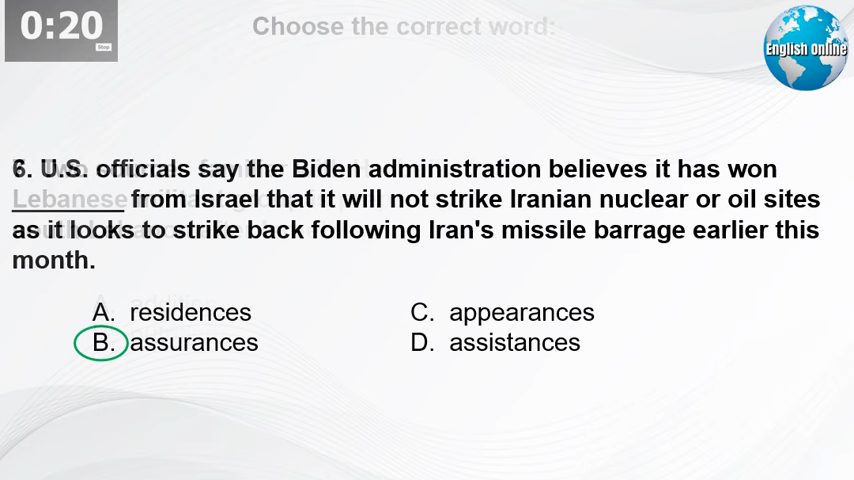 0:20
Stop
Choose the correct word:
English Online
6. U.S. officials say the Biden administration believes it has won
Lebanese from Israel that it will not strike Iranian nuclear or oil sites
as it looks to strike back following Iran's missile barrage earlier this
month.
A. residences
B. assurances
C. appearances
D. assistances